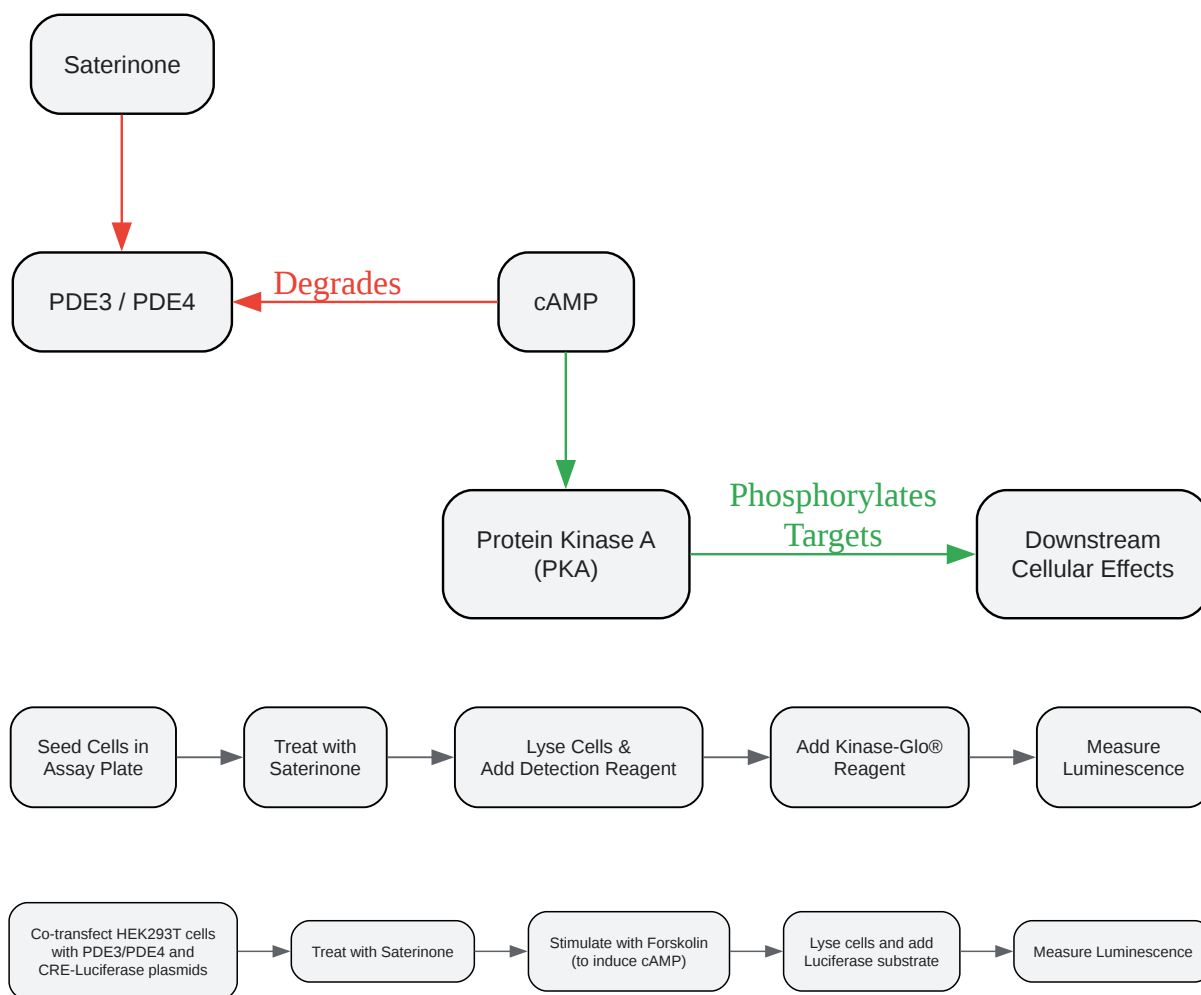 Saterinone
PDE3 / PDE4
Degrades
cAMP
Protein Kinase A
(PKA)
Phosphorylates
Targets
Downstream
Cellular Effects
Seed Cells in
Assay Plate
Treat with
Saterinone
Lyse Cells &
Add Detection Reagent
Add Kinase-Glo®
Reagent
Measure
Luminescence
Co-transfect HEK293T cells
with PDE3/PDE4 and
CRE-Luciferase plasmids
Treat with Saterinone
Stimulate with Forskolin
(to induce cAMP)
Lyse cells and add
Luciferase substrate
Measure Luminescence